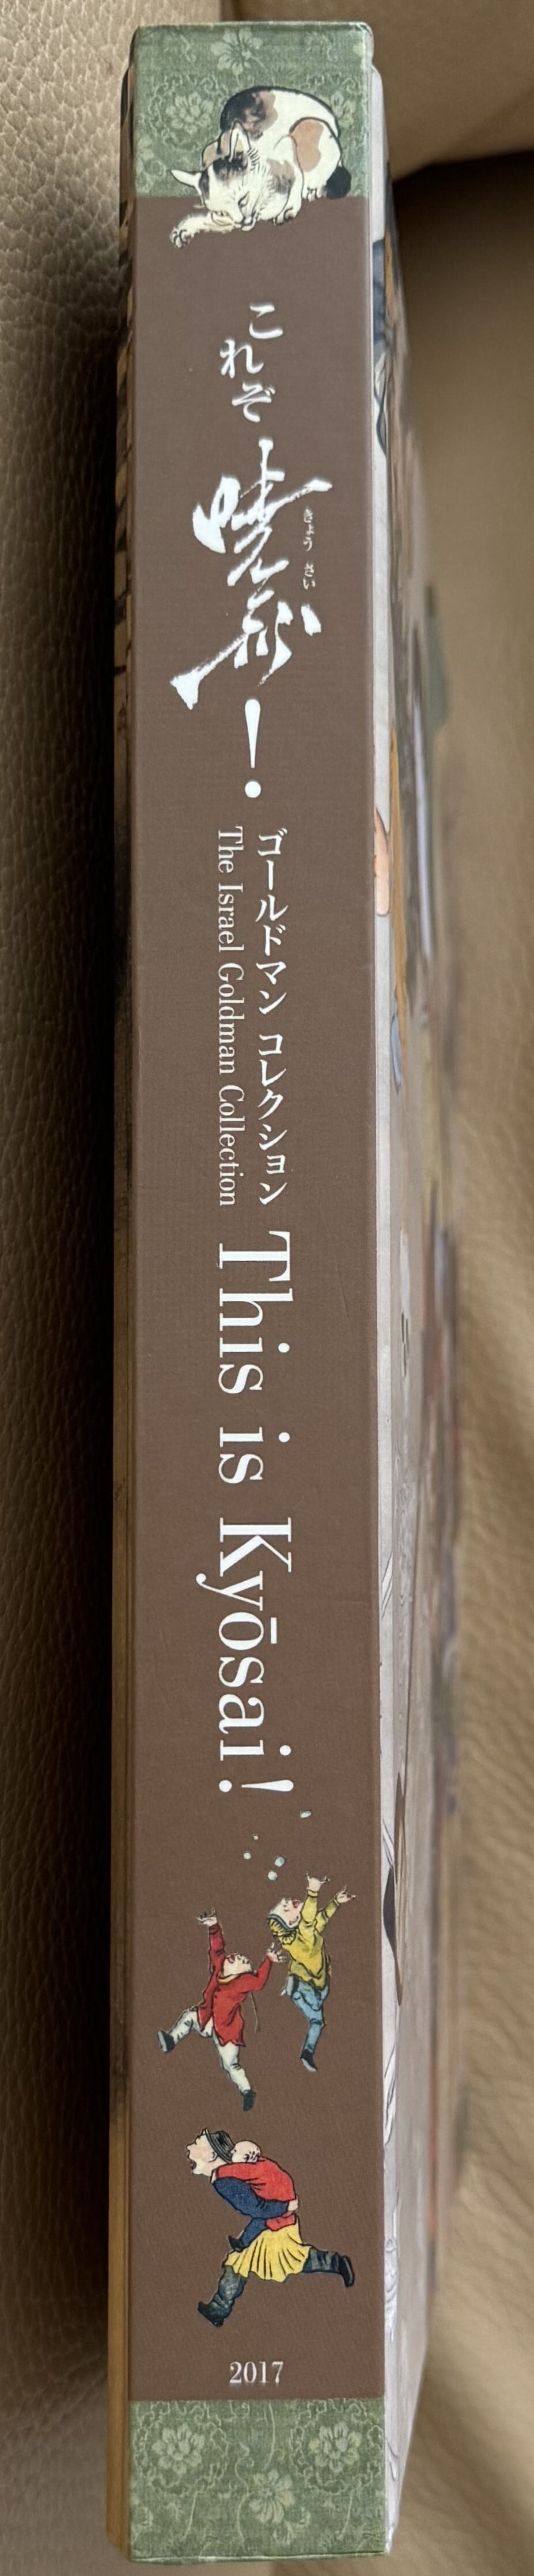 これぞ
暁斎
きょうさい
！
ゴールドマン コレクション
The Israel Goldman Collection
This is Kyōsai!
2017